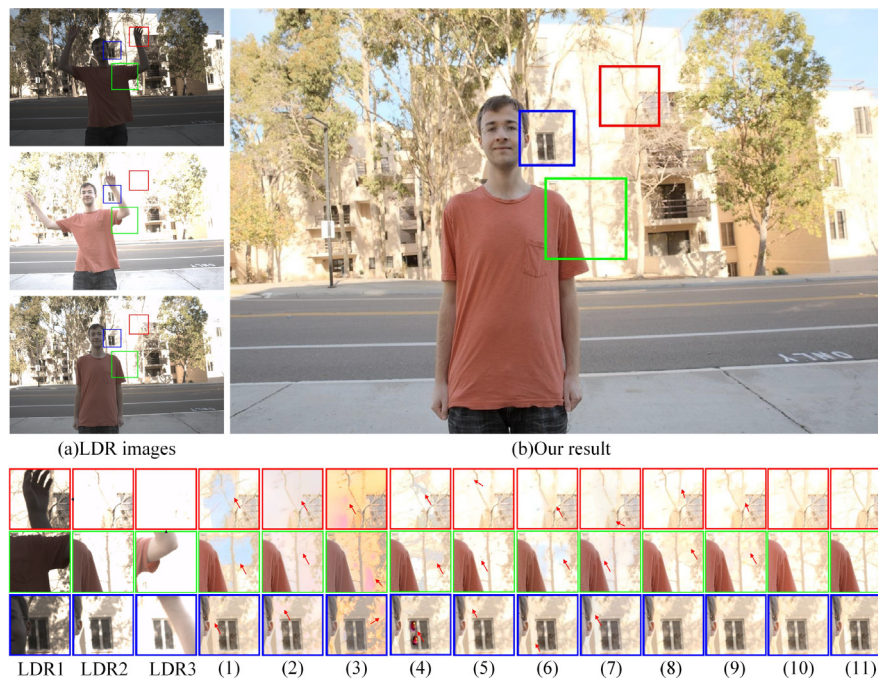 ONLY
(a)LDR images
(b)Our result
LDR1 LDR2 LDR3 (1) (2) (3) (4) (5) (6) (7) (8) (9) (10) (11)